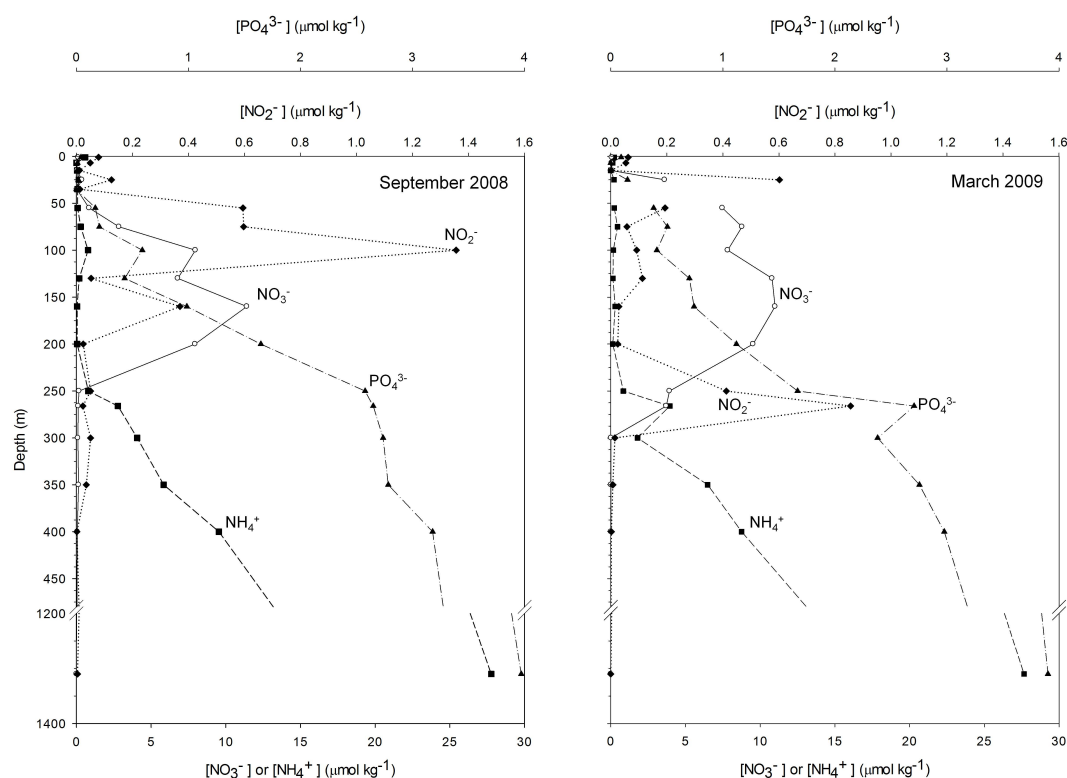 [PO₄³⁻] (μmol kg⁻¹)
0 1 2 3 4
[NO₂⁻] (μmol kg⁻¹)
0.0 0.2 0.4 0.6 0.8 1.0 1.2 1.4 1.6
September 2008
NO₂⁻
NO₃⁻
PO₄³⁻
NH₄⁺
Depth (m)
0
50
100
150
200
250
300
350
400
450
1200
1400
0 5 10 15 20 25 30
[NO₃⁻] or [NH₄⁺] (μmol kg⁻¹)
[PO₄³⁻] (μmol kg⁻¹)
0 1 2 3 4
[NO₂⁻] (μmol kg⁻¹)
0.0 0.2 0.4 0.6 0.8 1.0 1.2 1.4 1.6
March 2009
NO₃⁻
NO₂⁻
PO₄³⁻
NH₄⁺
0 5 10 15 20 25 30
[NO₃⁻] or [NH₄⁺] (μmol kg⁻¹)